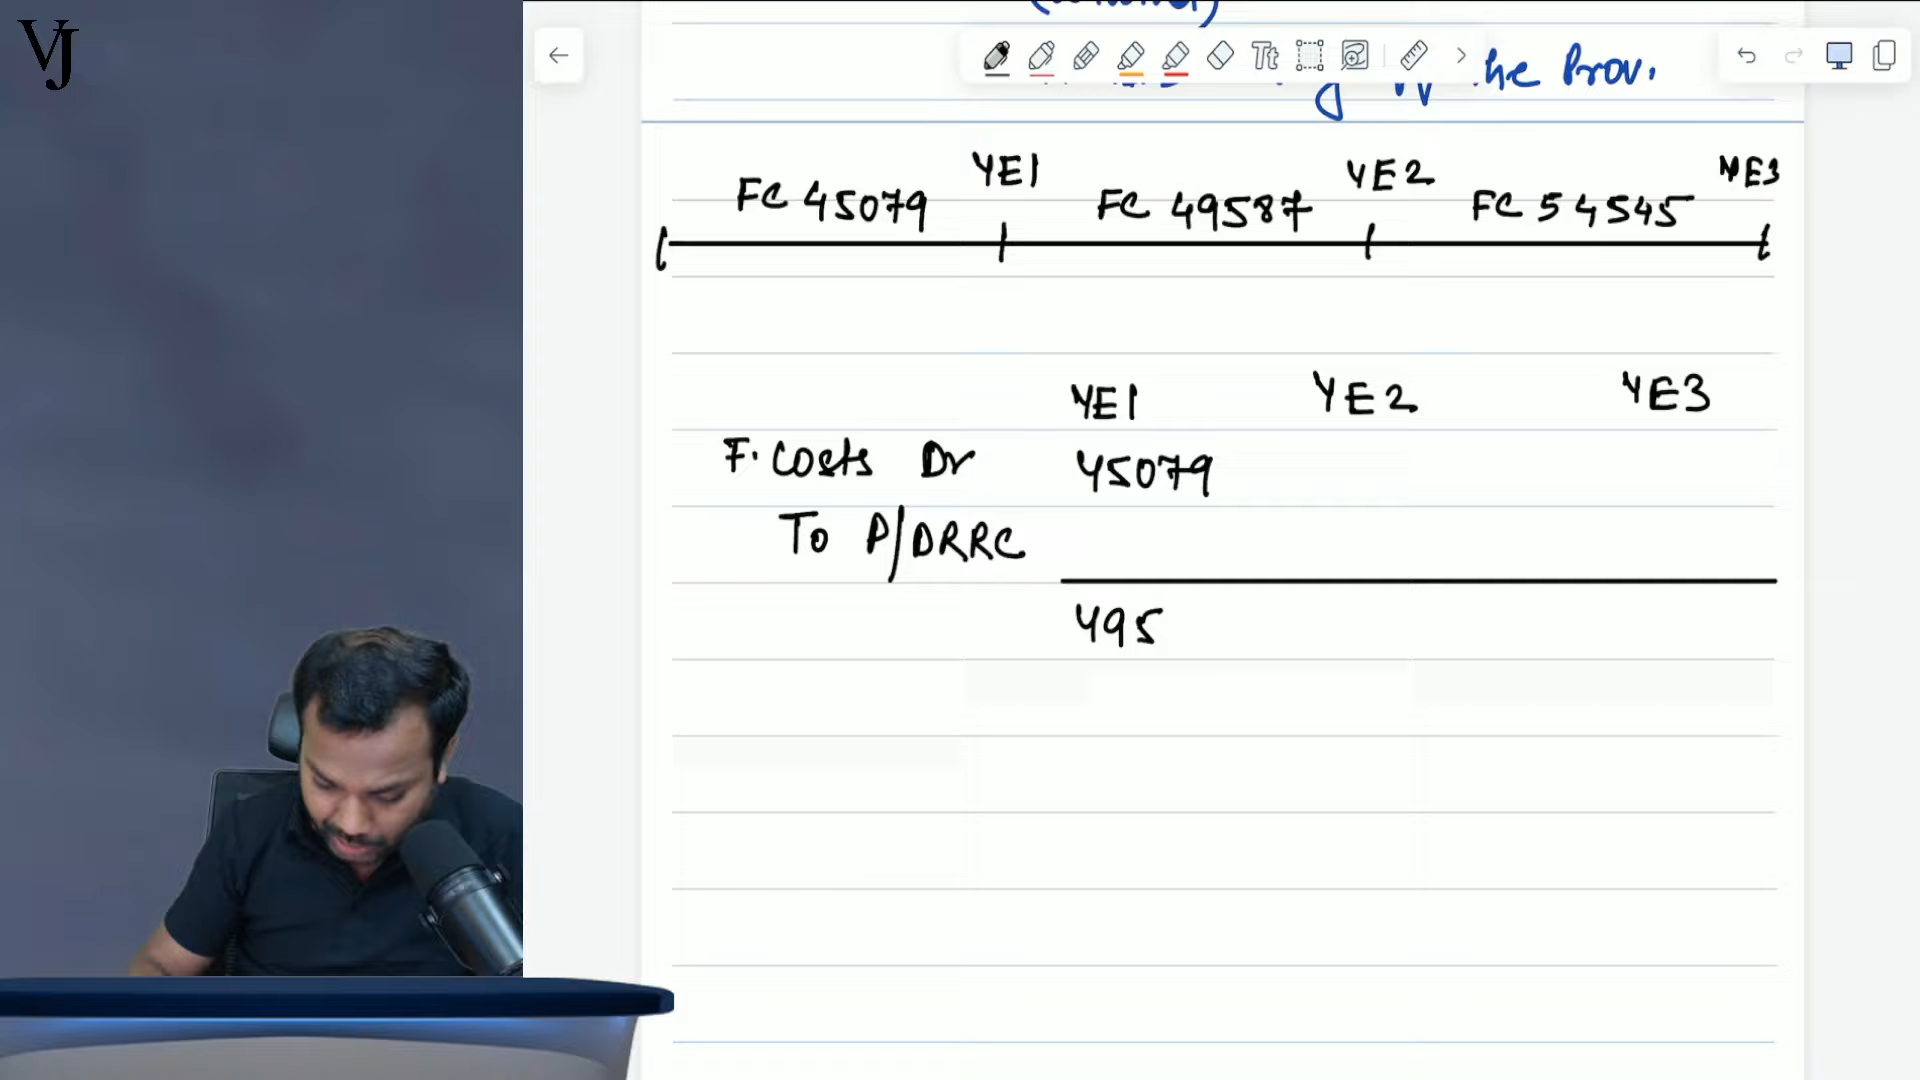 VJ
he Prov.
YE1 YE2 YE3
FC 45079 FC 49587 FC 54545
YE1 YE2 YE3
F. Costs Dr 45079
To P/DRRC
495